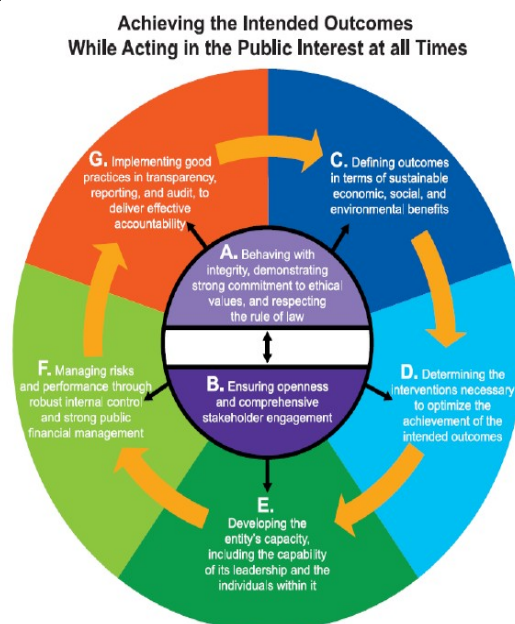 Achieving the Intended Outcomes
While Acting in the Public Interest at all Times
G. Implementing good
practices in transparency,
reporting, and audit, to
deliver effective
accountability
C. Defining outcomes
in terms of sustainable
economic, social, and
environmental benefits
A. Behaving with
integrity, demonstrating
strong commitment to ethical
values, and respecting
the rule of law
B. Ensuring openness
and comprehensive
stakeholder engagement
F. Managing risks
and performance through
robust internal control
and strong public
financial management
D. Determining the
interventions necessary
to optimize the
achievement of the
intended outcomes
E.
Developing the
entity's capacity,
including the capability
of its leadership and the
individuals within it